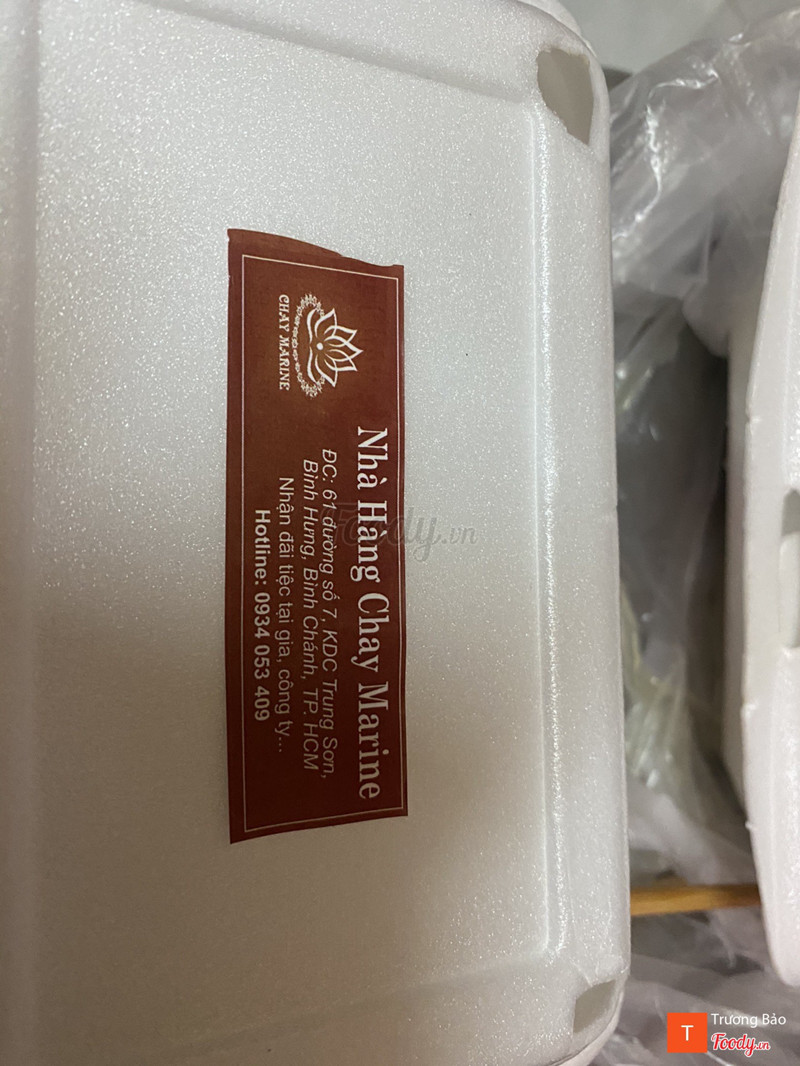 CHAY MARINE
Nhà Hàng Chay Marine
ĐC: 61 đường số 7, KDC Trung Sơn,
Bình Hưng, Bình Chánh, TP. HCM
Nhận đãi tiệc tại gia, công ty...
Hotline: 0934 053 409
Foody.vn
T
Trương Bảo
Foody.vn